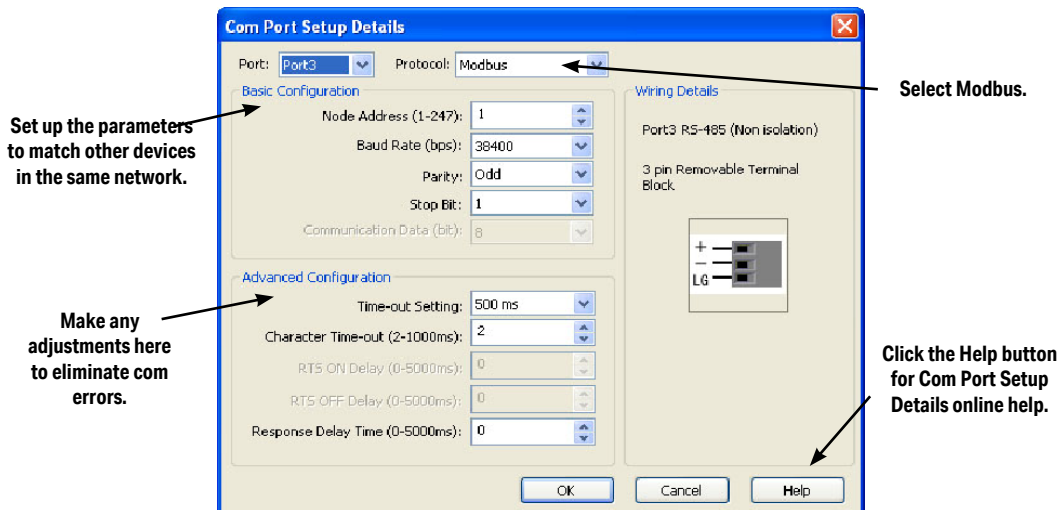 Com Port Setup Details
Port: Port3 Protocol: Modbus
Select Modbus.
Basic Configuration
Set up the parameters
to match other devices
in the same network.
Node Address (1-247): 1
Baud Rate (bps): 38400
Parity: Odd
Stop Bit: 1
Communication Data (bit): 8
Wiring Details
Port3 RS-485 (Non isolation)
3 pin Removable Terminal
Block
+
−
LG
Advanced Configuration
Make any
adjustments here
to eliminate com
errors.
Time-out Setting: 500 ms
Character Time-out (2-1000ms): 2
RTS ON Delay (0-5000ms): 0
RTS OFF Delay (0-5000ms): 0
Response Delay Time (0-5000ms): 0
Click the Help button
for Com Port Setup
Details online help.
OK Cancel Help